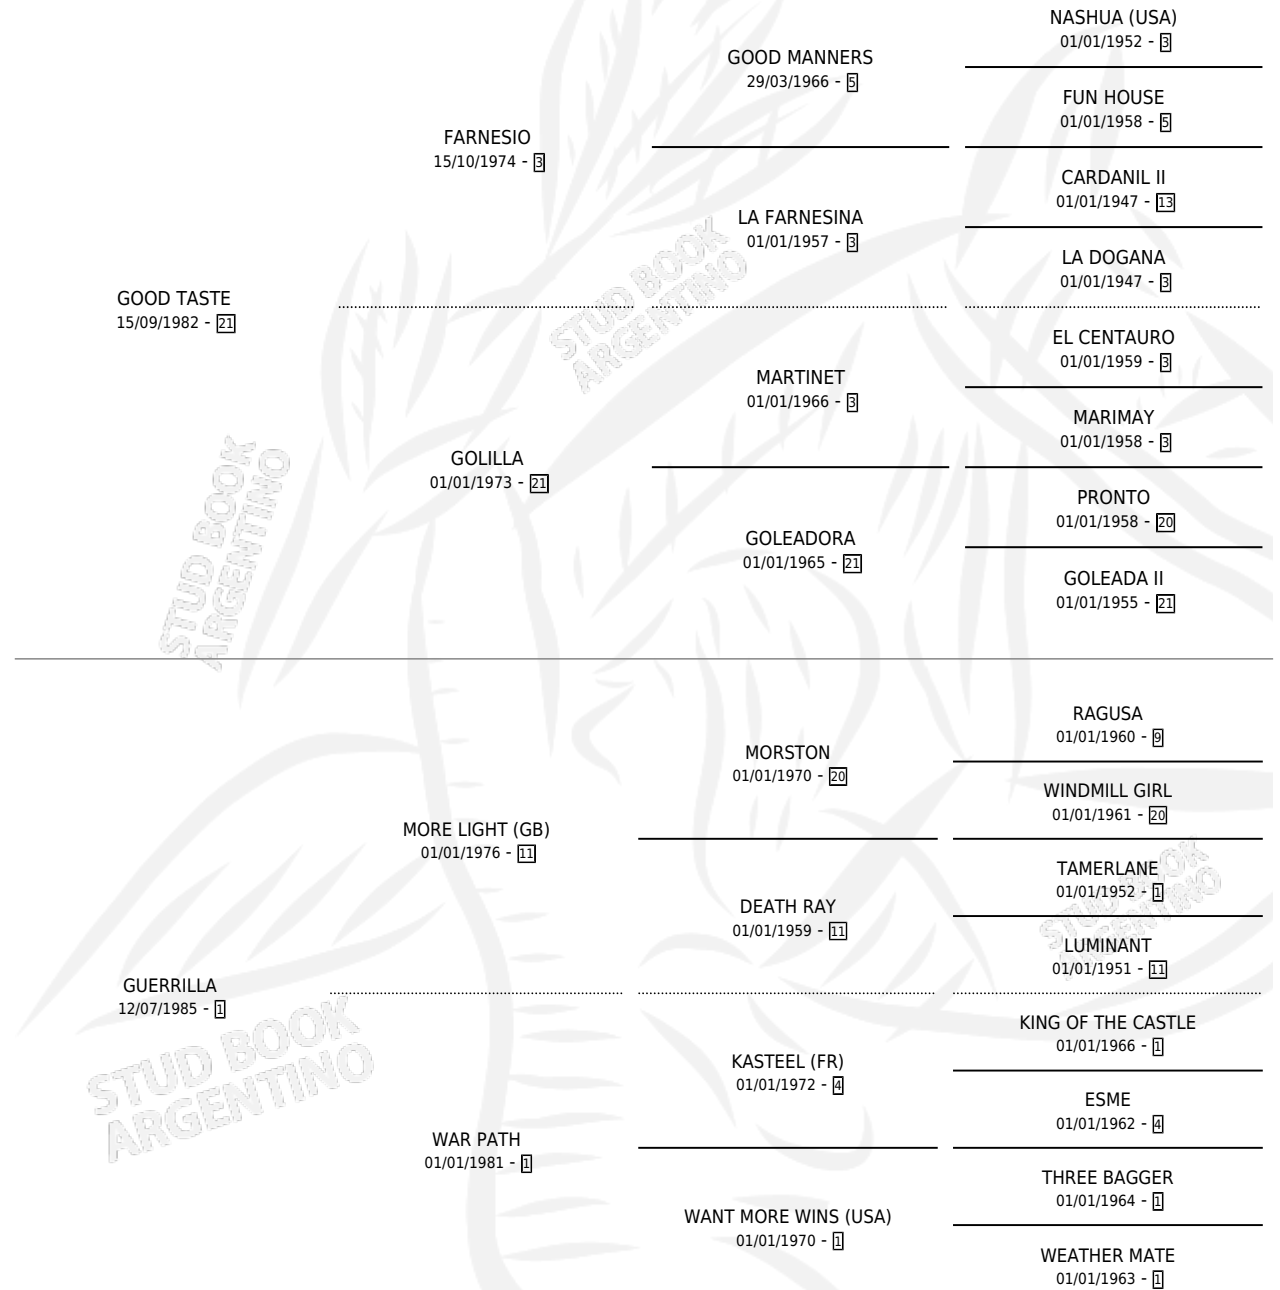 NASHUA (USA)
01/01/1952 - 3
GOOD MANNERS
29/03/1966 - 5
FUN HOUSE
01/01/1958 - 5
FARNESIO
15/10/1974 - 3
CARDANIL II
01/01/1947 - 13
LA FARNESINA
01/01/1957 - 3
LA DOGANA
01/01/1947 - 3
GOOD TASTE
15/09/1982 - 21
EL CENTAURO
01/01/1959 - 3
MARTINET
01/01/1966 - 3
MARIMAY
01/01/1958 - 3
GOLILLA
01/01/1973 - 21
PRONTO
01/01/1958 - 20
GOLEADORA
01/01/1965 - 21
GOLEADA II
01/01/1955 - 21
RAGUSA
01/01/1960 - 9
MORSTON
01/01/1970 - 20
WINDMILL GIRL
01/01/1961 - 20
MORE LIGHT (GB)
01/01/1976 - 11
TAMERLANE
01/01/1952 - 1
DEATH RAY
01/01/1959 - 11
LUMINANT
01/01/1951 - 11
GUERRILLA
12/07/1985 - 1
KING OF THE CASTLE
01/01/1966 - 1
KASTEEL (FR)
01/01/1972 - 4
ESME
01/01/1962 - 4
WAR PATH
01/01/1981 - 1
THREE BAGGER
01/01/1964 - 1
WANT MORE WINS (USA)
01/01/1970 - 1
WEATHER MATE
01/01/1963 - 1
STUD BOOK
ARGENTINO
STUD BOOK
ARGENTINO
STUD BOOK
ARGENTINO
STUD BOOK
ARGENTINO